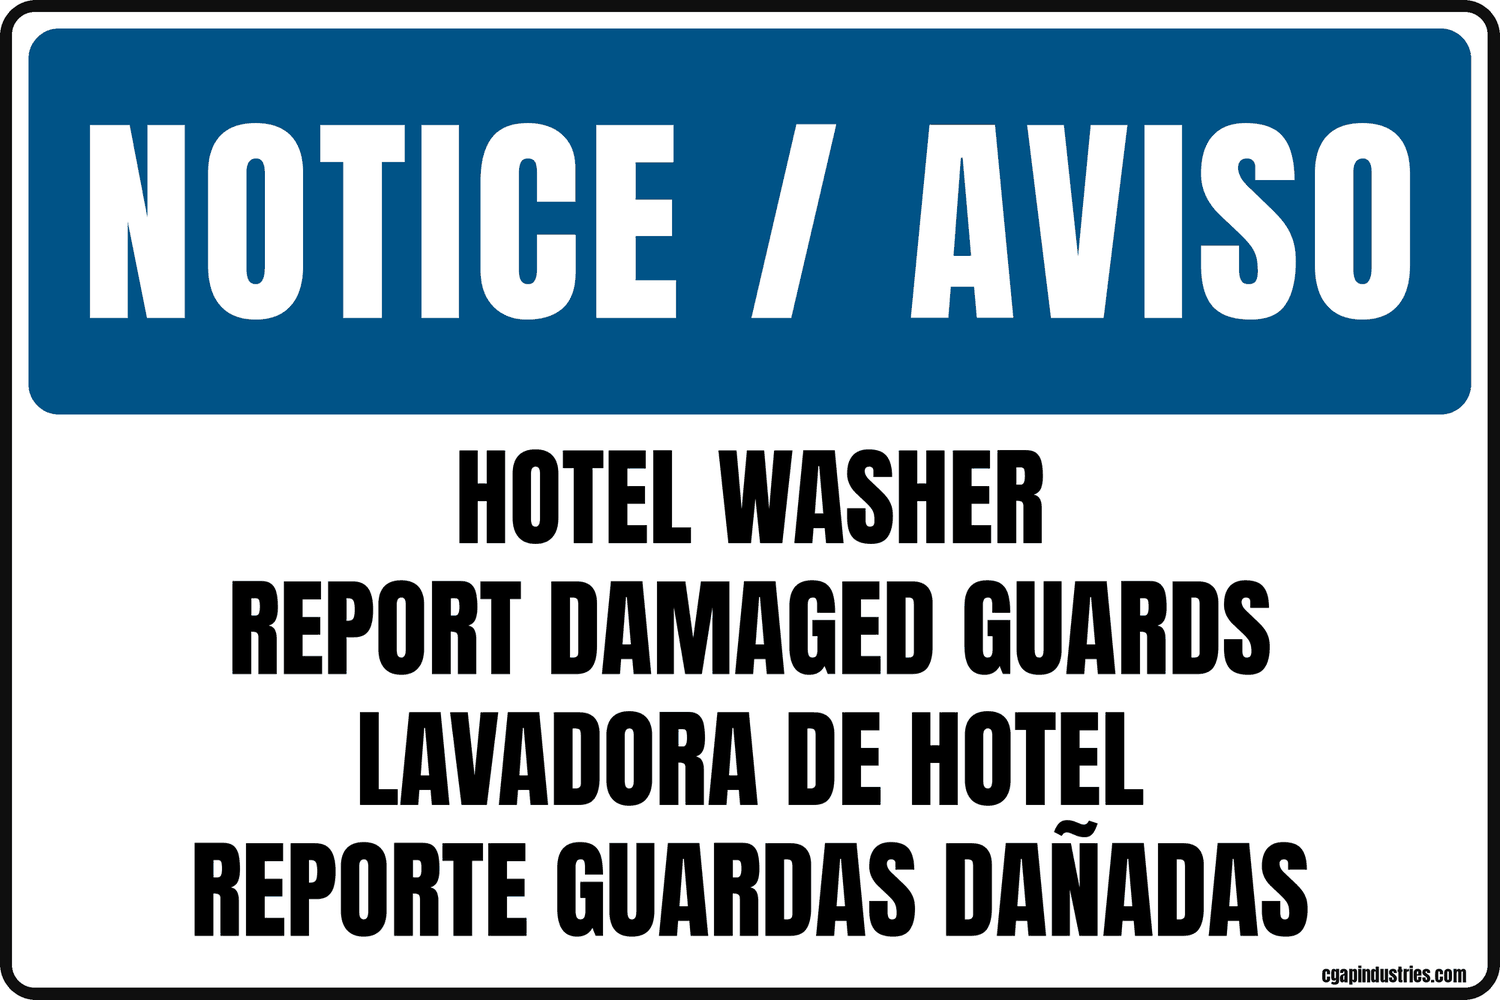 NOTICE / AVISO
HOTEL WASHER
REPORT DAMAGED GUARDS
LAVADORA DE HOTEL
REPORTE GUARDAS DAÑADAS
cgapindustries.com